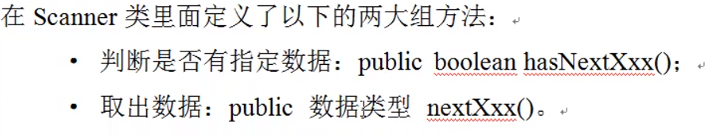 在 Scanner 类里面定义了以下的两大组方法：
• 判断是否有指定数据：public boolean hasNextXxx()；
• 取出数据：public 数据类型 nextXxx()。